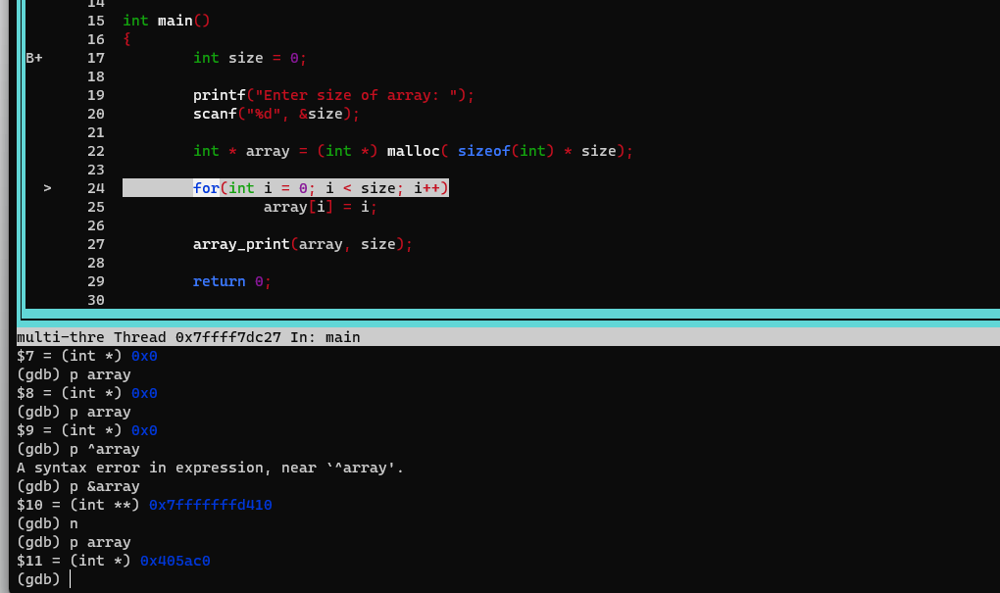 14
15 int main()
16 {
B+ 17 int size = 0;
18
19 printf("Enter size of array: ");
20 scanf("%d", &size);
21
22 int * array = (int *) malloc( sizeof(int) * size);
23
> 24 for(int i = 0; i < size; i++)
25 array[i] = i;
26
27 array_print(array, size);
28
29 return 0;
30
multi-thre Thread 0x7ffff7dc27 In: main
$7 = (int *) 0x0
(gdb) p array
$8 = (int *) 0x0
(gdb) p array
$9 = (int *) 0x0
(gdb) p ^array
A syntax error in expression, near `^array'.
(gdb) p &array
$10 = (int **) 0x7fffffffd410
(gdb) n
(gdb) p array
$11 = (int *) 0x405ac0
(gdb)